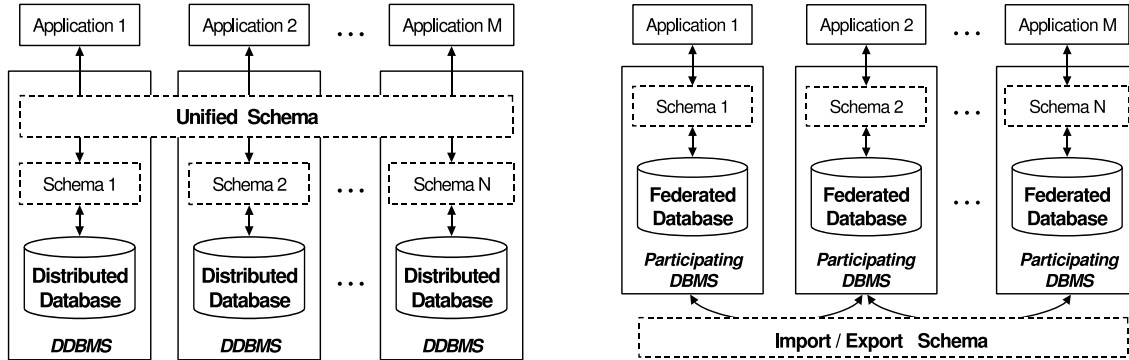 Application 1
Application 2
...
Application M
Unified Schema
Schema 1
Schema 2
...
Schema N
Distributed
Database
Distributed
Database
...
Distributed
Database
DDBMS
DDBMS
DDBMS
Application 1
Application 2
...
Application M
Schema 1
Schema 2
...
Schema N
Federated
Database
Federated
Database
...
Federated
Database
Participating
DBMS
Participating
DBMS
Participating
DBMS
Import / Export Schema